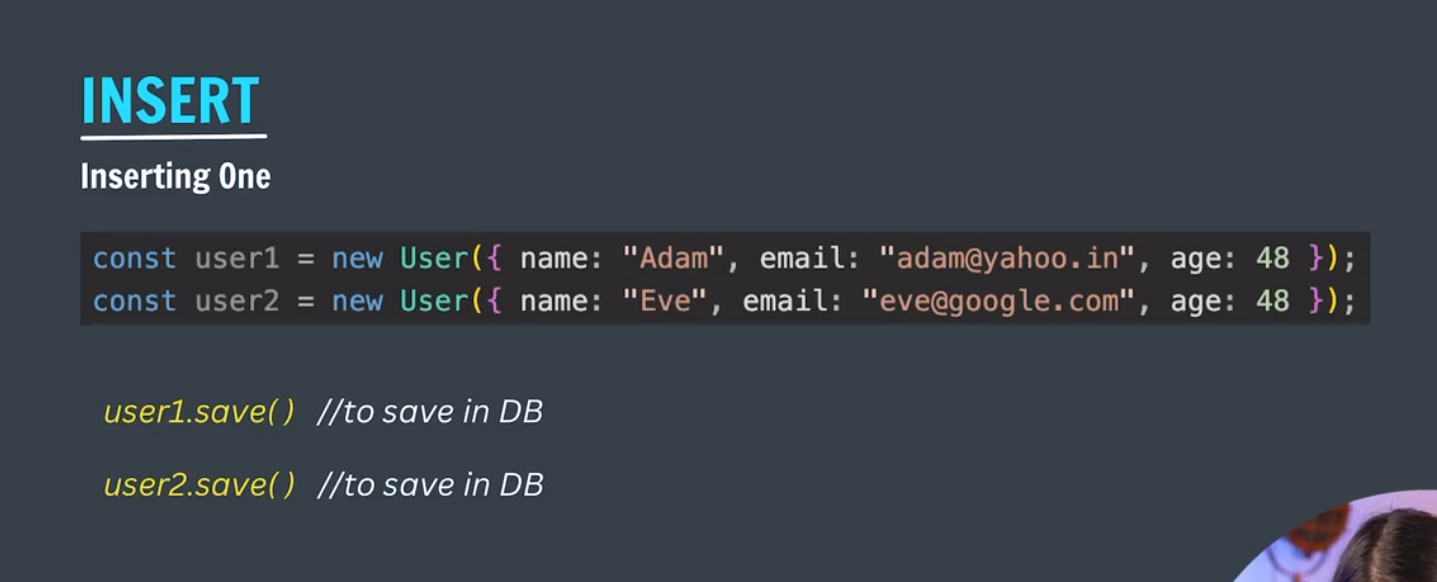 INSERT
Inserting One
const user1 = new User({ name: "Adam", email: "adam@yahoo.in", age: 48 });
const user2 = new User({ name: "Eve", email: "eve@google.com", age: 48 });
user1.save( ) //to save in DB
user2.save( ) //to save in DB